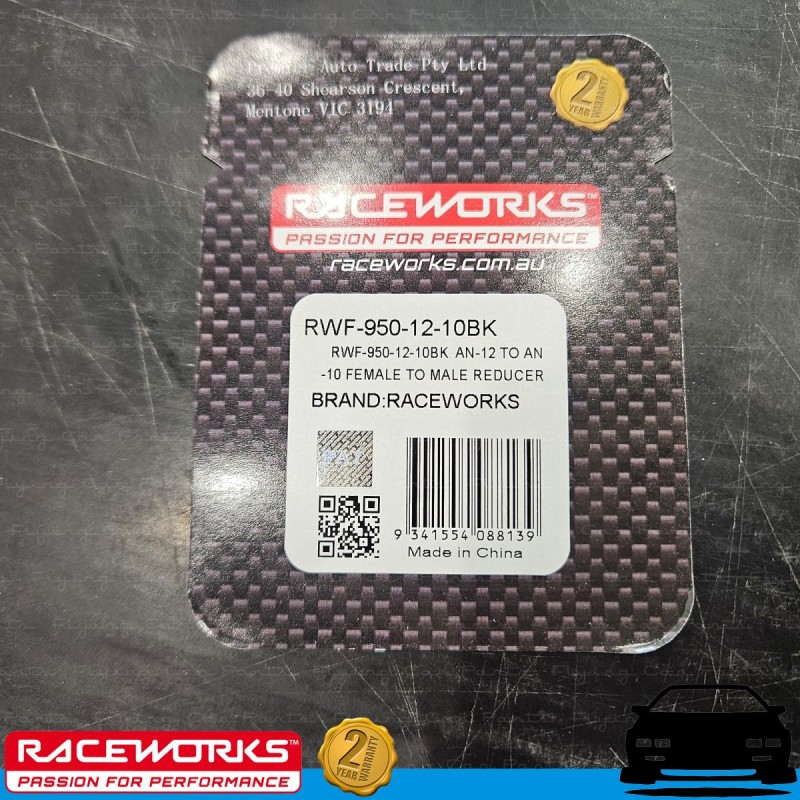 Auto Trade Pty Ltd
36-40 Shearson Crescent,
Mentone VIC 3194
2
YEAR WARRANTY
RACEWORKS™
PASSION FOR PERFORMANCE
raceworks.com.au
RWF-950-12-10BK
RWF-950-12-10BK AN-12 TO AN
-10 FEMALE TO MALE REDUCER
BRAND:RACEWORKS
9 341554 088139
Made in China
RACEWORKS™
PASSION FOR PERFORMANCE
2
YEAR WARRANTY